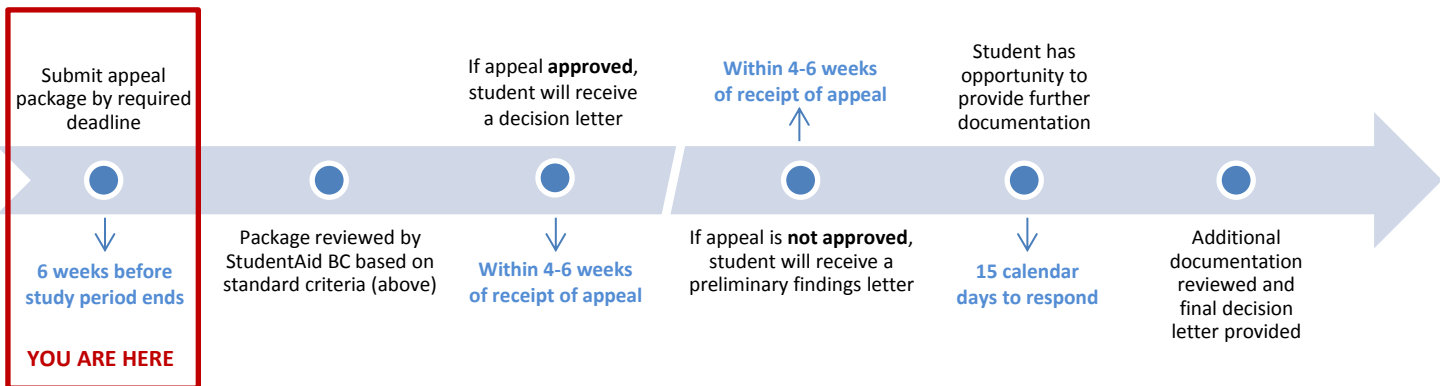 Submit appeal
package by required
deadline
6 weeks before
study period ends
YOU ARE HERE
Package reviewed by
StudentAid BC based on
standard criteria (above)
If appeal approved,
student will receive
a decision letter
Within 4-6 weeks
of receipt of appeal
Within 4-6 weeks
of receipt of appeal
If appeal is not approved,
student will receive a
preliminary findings letter
Student has
opportunity to
provide further
documentation
15 calendar
days to respond
Additional
documentation
reviewed and
final decision
letter provided